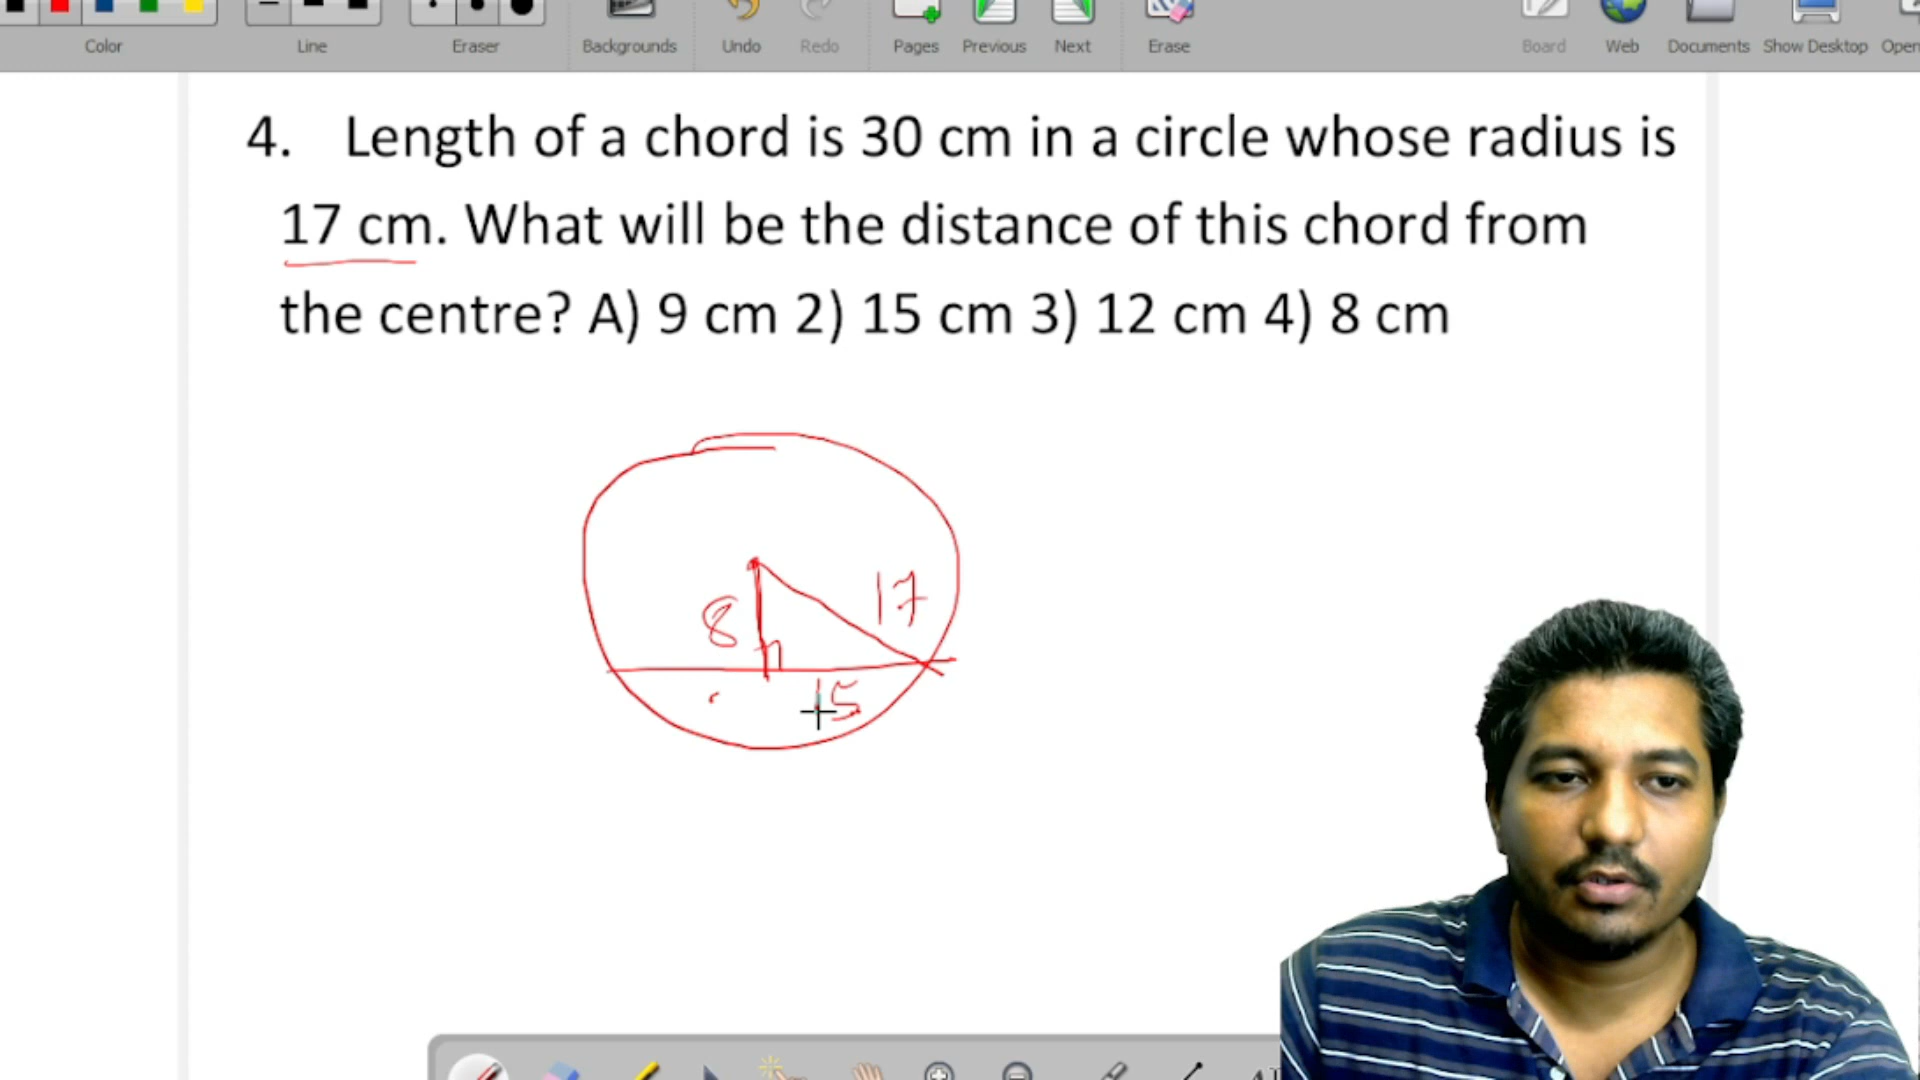 Color Line Eraser Backgrounds Undo Redo Pages Previous Next Erase Board Web Documents Show Desktop Open
4. Length of a chord is 30 cm in a circle whose radius is
17 cm. What will be the distance of this chord from
the centre? A) 9 cm 2) 15 cm 3) 12 cm 4) 8 cm
8 17
15